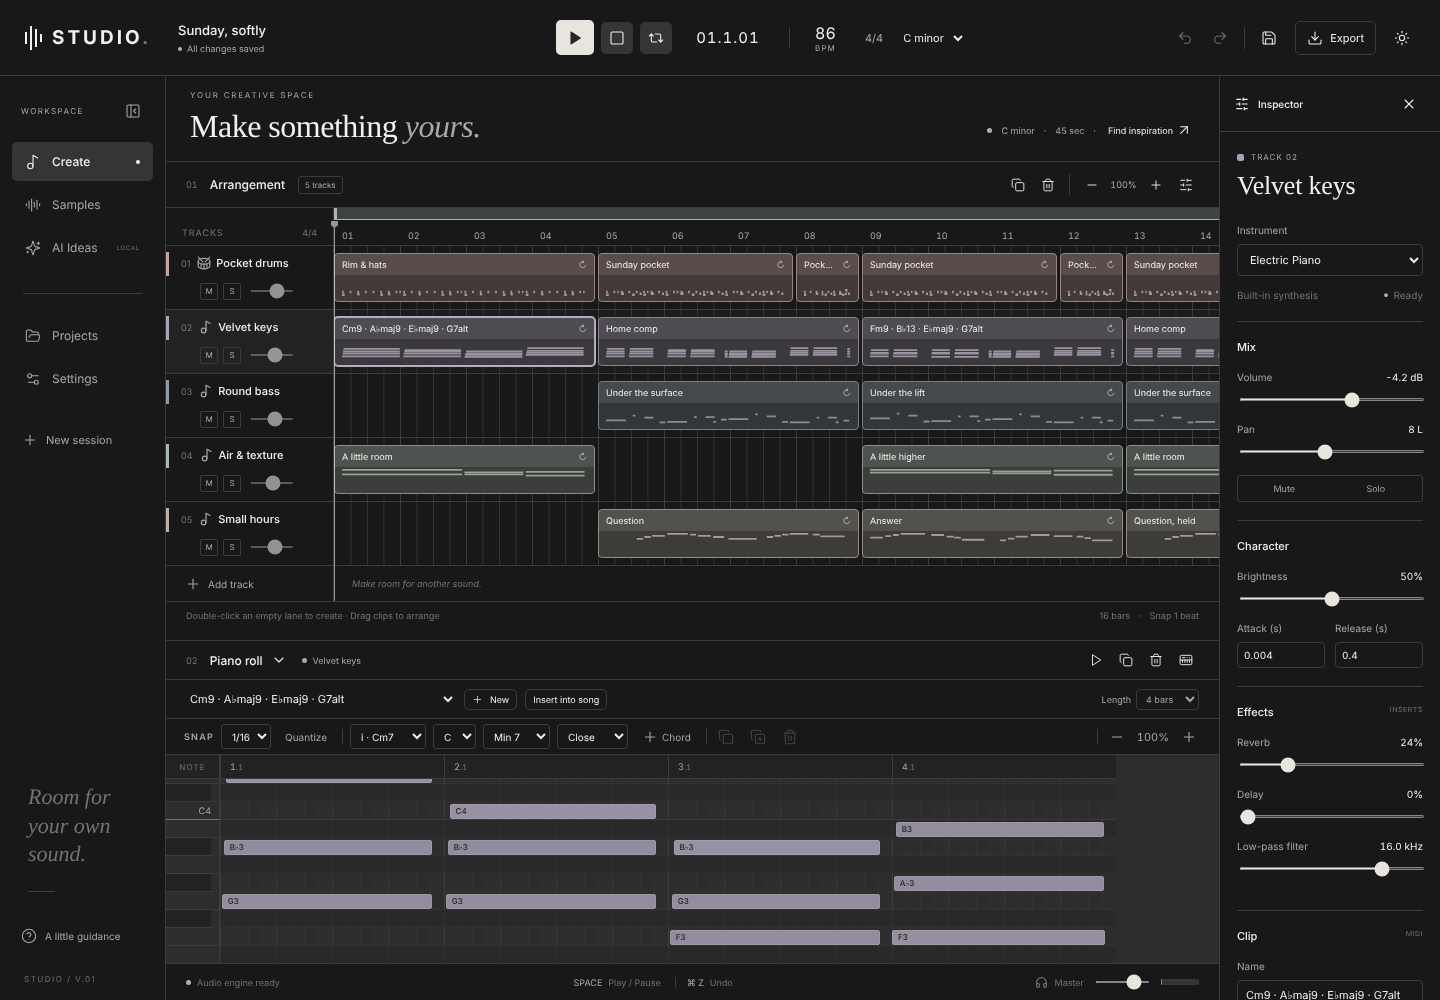 STUDIO.
Sunday, softly
All changes saved
01.1.01
86
BPM
4/4
C minor
Export
WORKSPACE
Create
Samples
AI Ideas LOCAL
Projects
Settings
New session
Room for
your own
sound.
A little guidance
STUDIO / V.01
YOUR CREATIVE SPACE
Make something yours.
C minor · 45 sec · Find inspiration
01 Arrangement 5 tracks
100%
TRACKS 4/4
01 02 03 04 05 06 07 08 09 10 11 12 13 14
01 Pocket drums
M S
Rim & hats
Sunday pocket
Pock...
Sunday pocket
Pock...
Sunday pocket
02 Velvet keys
M S
Cm9 · A♭maj9 · E♭maj9 · G7alt
Home comp
Fm9 · B♭13 · E♭maj9 · G7alt
Home comp
03 Round bass
M S
Under the surface
Under the lift
Under the surface
04 Air & texture
M S
A little room
A little higher
A little room
05 Small hours
M S
Question
Answer
Question, held
Add track
Make room for another sound.
Double-click an empty lane to create · Drag clips to arrange
16 bars · Snap 1 beat
02 Piano roll
Velvet keys
Cm9 · A♭maj9 · E♭maj9 · G7alt
New
Insert into song
Length 4 bars
SNAP 1/16 Quantize i · Cm7 C Min 7 Close Chord
100%
NOTE 1.1 2.1 3.1 4.1
C4
C4
B3
B♭3 B♭3 B♭3
A♭3
G3 G3 G3
F3 F3
Audio engine ready
SPACE Play / Pause
⌘ Z Undo
Master
Inspector
TRACK 02
Velvet keys
Instrument
Electric Piano
Built-in synthesis Ready
Mix
Volume -4.2 dB
Pan 8 L
Mute Solo
Character
Brightness 50%
Attack (s) Release (s)
0.004 0.4
Effects INSERTS
Reverb 24%
Delay 0%
Low-pass filter 16.0 kHz
Clip MIDI
Name
Cm9 · A♭maj9 · E♭maj9 · G7alt